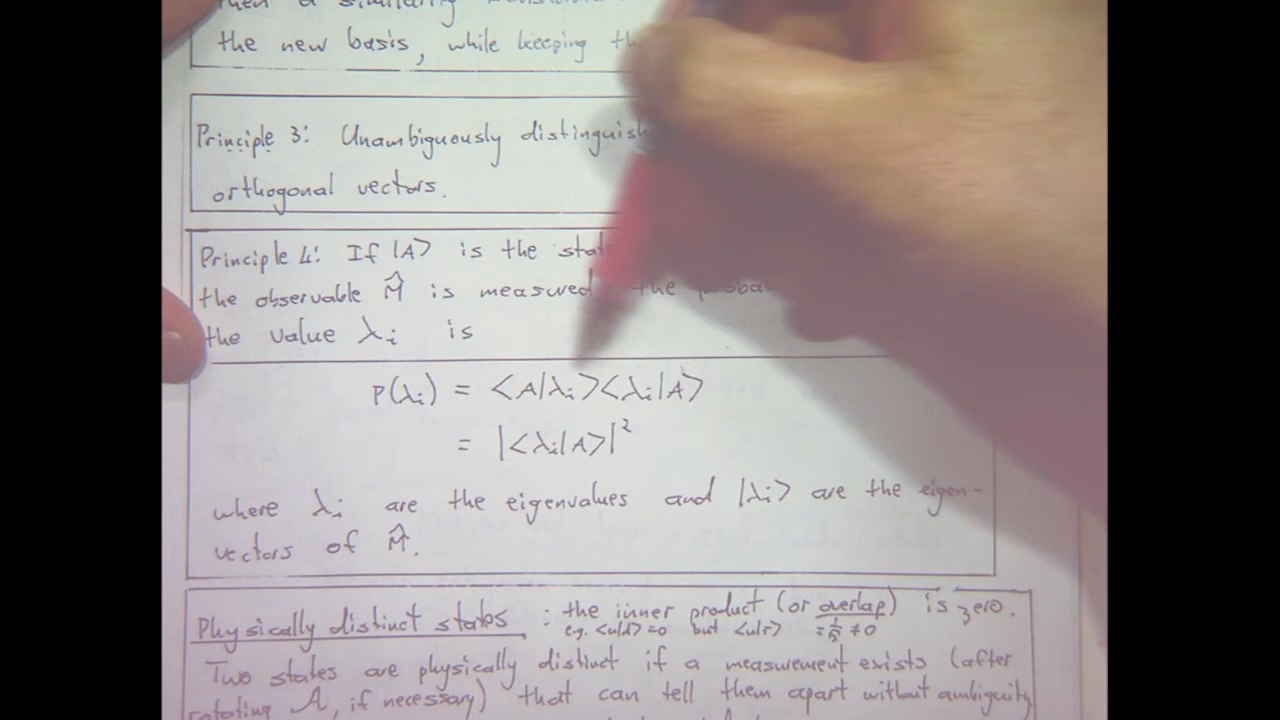 then a similarity
the new basis, while keeping
Principle 3: Unambiguously
orthogonal vectors.
Principle 4: If |A> is the
the observable M̂ is measured the
the value λi is
P(λi) = <A|λi><λi|A>
= |<λi|A>|²
where λi are the eigenvalues and |λi> are the eigen-
vectors of M̂.
Physically distinct states : the inner product (or overlap) is zero.
e.g. <u|d>=0 but <u|r> = 1/√2 ≠0
Two states are physically distinct if a measurement exists (after
rotating A, if necessary) that can tell them apart without ambiguity